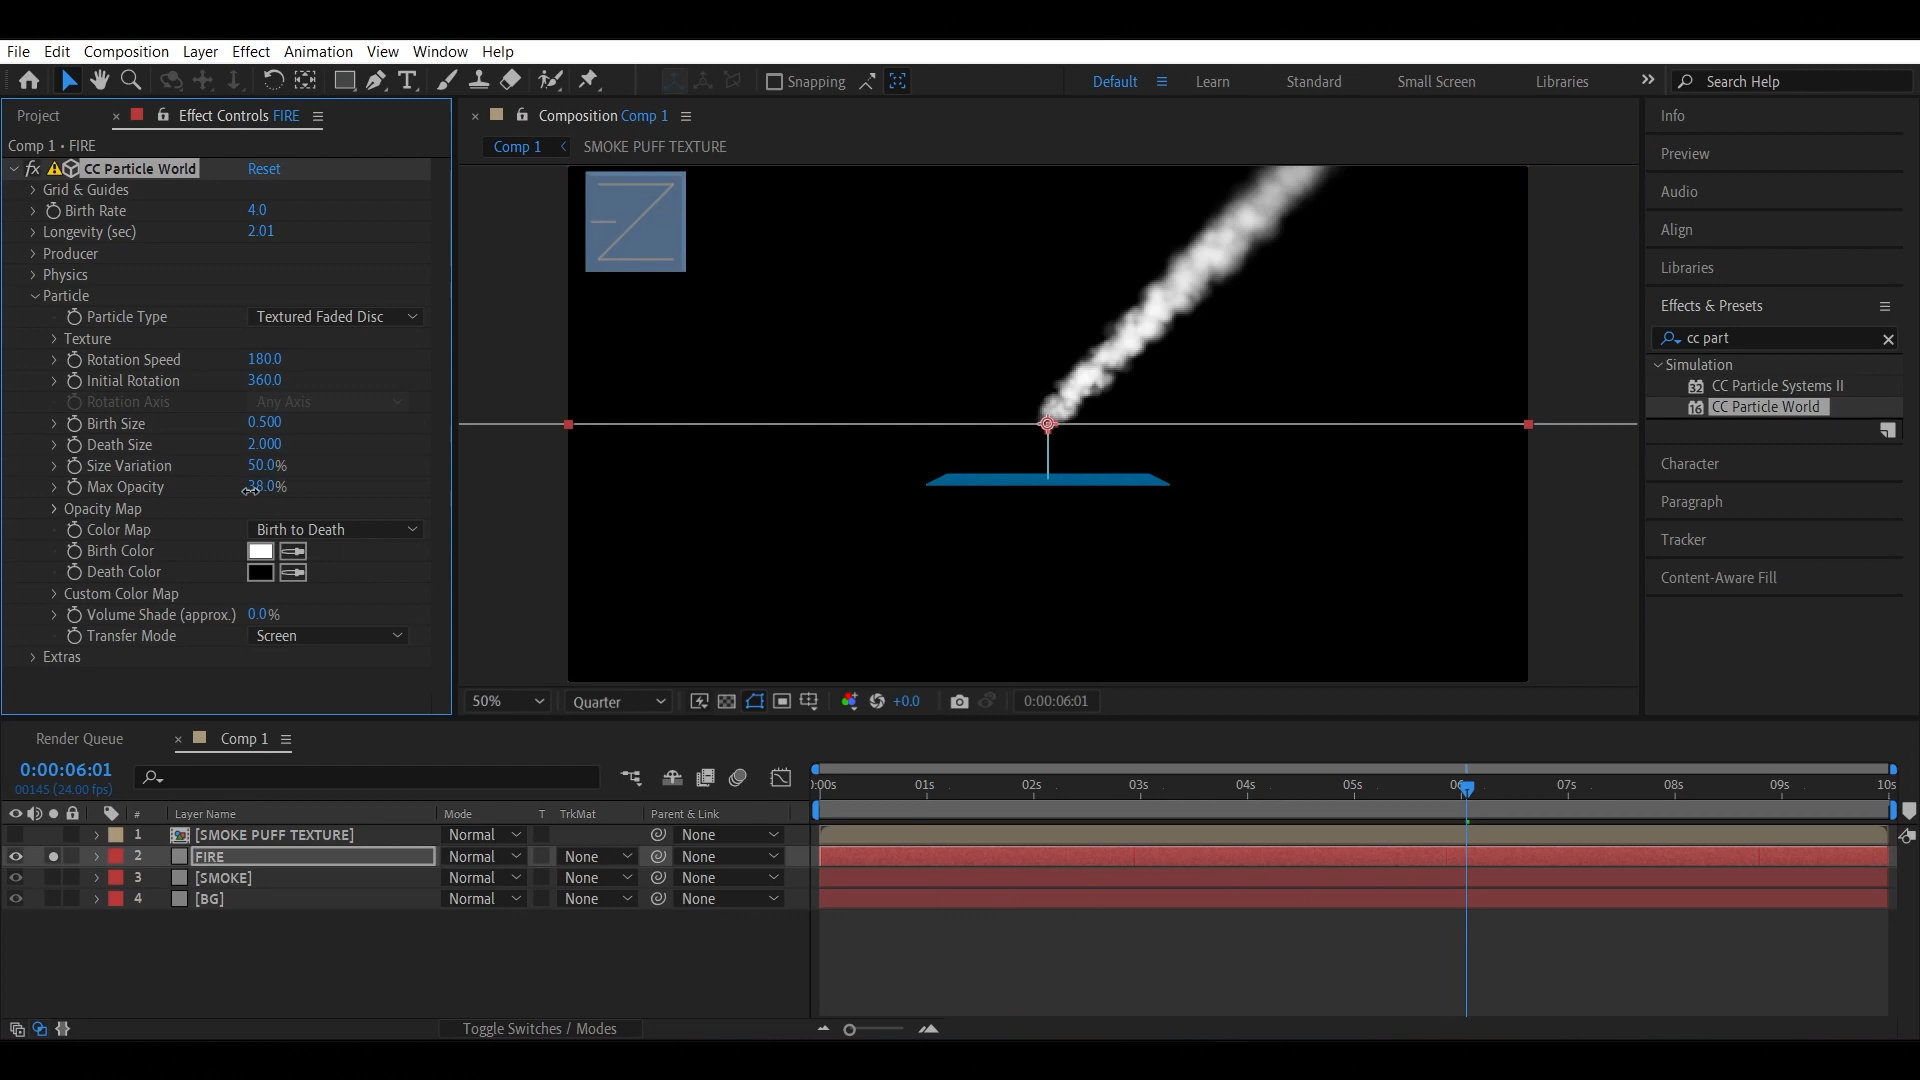 File Edit Composition Layer Effect Animation View Window Help
Snapping Default Learn Standard Small Screen Libraries Search Help
Project Effect Controls FIRE
Comp 1 • FIRE
fx CC Particle World Reset
Grid & Guides
Birth Rate 4.0
Longevity (sec) 2.01
Producer
Physics
Particle
Particle Type Textured Faded Disc
Texture
Rotation Speed 180.0
Initial Rotation 360.0
Rotation Axis Any Axis
Birth Size 0.500
Death Size 2.000
Size Variation 50.0%
Max Opacity 38.0%
Opacity Map
Color Map Birth to Death
Birth Color
Death Color
Custom Color Map
Volume Shade (approx.) 0.0%
Transfer Mode Screen
Extras
Composition Comp 1
Comp 1 SMOKE PUFF TEXTURE
50% Quarter +0.0 0:00:06:01
Info
Preview
Audio
Align
Libraries
Effects & Presets
cc part
Simulation
32 CC Particle Systems II
16 CC Particle World
Character
Paragraph
Tracker
Content-Aware Fill
Render Queue Comp 1
0:00:06:01
00145 (24.00 fps)
:00s 01s 02s 03s 04s 05s 06s 07s 08s 09s 10s
# Layer Name Mode T TrkMat Parent & Link
1 [SMOKE PUFF TEXTURE] Normal None
2 FIRE Normal None None
3 [SMOKE] Normal None None
4 [BG] Normal None None
Toggle Switches / Modes